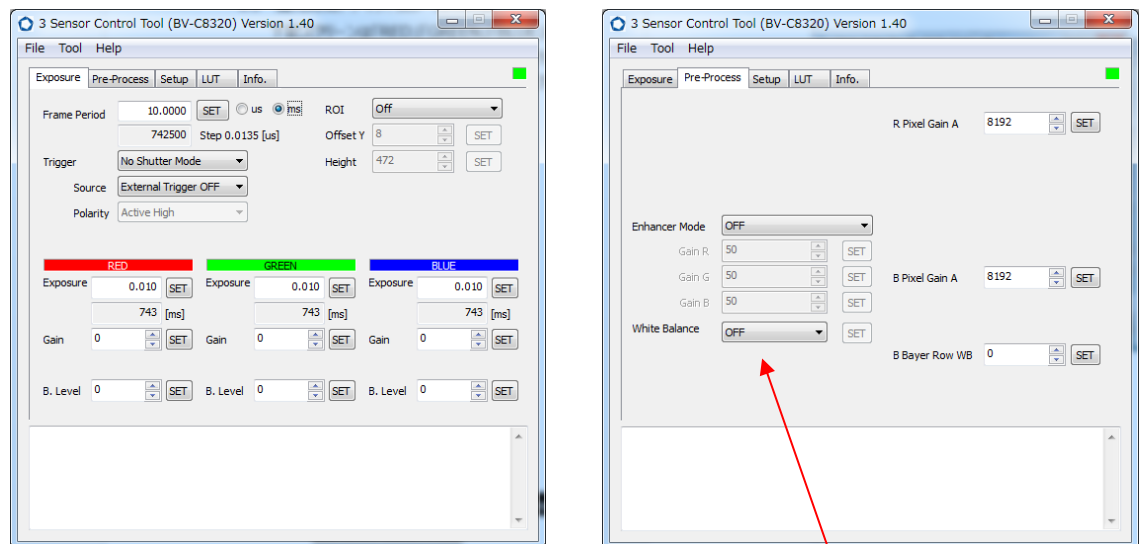 3 Sensor Control Tool (BV-C8320) Version 1.40
File Tool Help
Exposure Pre-Process Setup LUT Info.
Frame Period 10.0000 SET us ms ROI Off
742500 Step 0.0135 [us] Offset Y 8 SET
Trigger No Shutter Mode Height 472 SET
Source External Trigger OFF
Polarity Active High
RED GREEN BLUE
Exposure 0.010 SET Exposure 0.010 SET Exposure 0.010 SET
743 [ms] 743 [ms] 743 [ms]
Gain 0 SET Gain 0 SET Gain 0 SET
B. Level 0 SET B. Level 0 SET B. Level 0 SET
3 Sensor Control Tool (BV-C8320) Version 1.40
File Tool Help
Exposure Pre-Process Setup LUT Info.
R Pixel Gain A 8192 SET
Enhancer Mode OFF
Gain R 50 SET
Gain G 50 SET B Pixel Gain A 8192 SET
Gain B 50 SET
White Balance OFF SET
B Bayer Row WB 0 SET